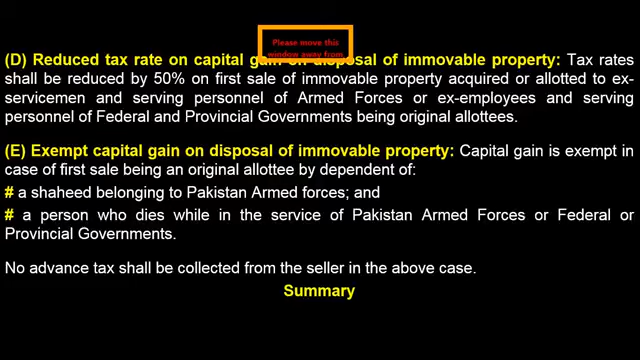 Please move this
window away from
(D) Reduced tax rate on capital gain on disposal of immovable property: Tax rates
shall be reduced by 50% on first sale of immovable property acquired or allotted to ex-
servicemen and serving personnel of Armed Forces or ex-employees and serving
personnel of Federal and Provincial Governments being original allottees.
(E) Exempt capital gain on disposal of immovable property: Capital gain is exempt in
case of first sale being an original allottee by dependent of:
# a shaheed belonging to Pakistan Armed forces; and
# a person who dies while in the service of Pakistan Armed Forces or Federal or
Provincial Governments.
No advance tax shall be collected from the seller in the above case.
Summary